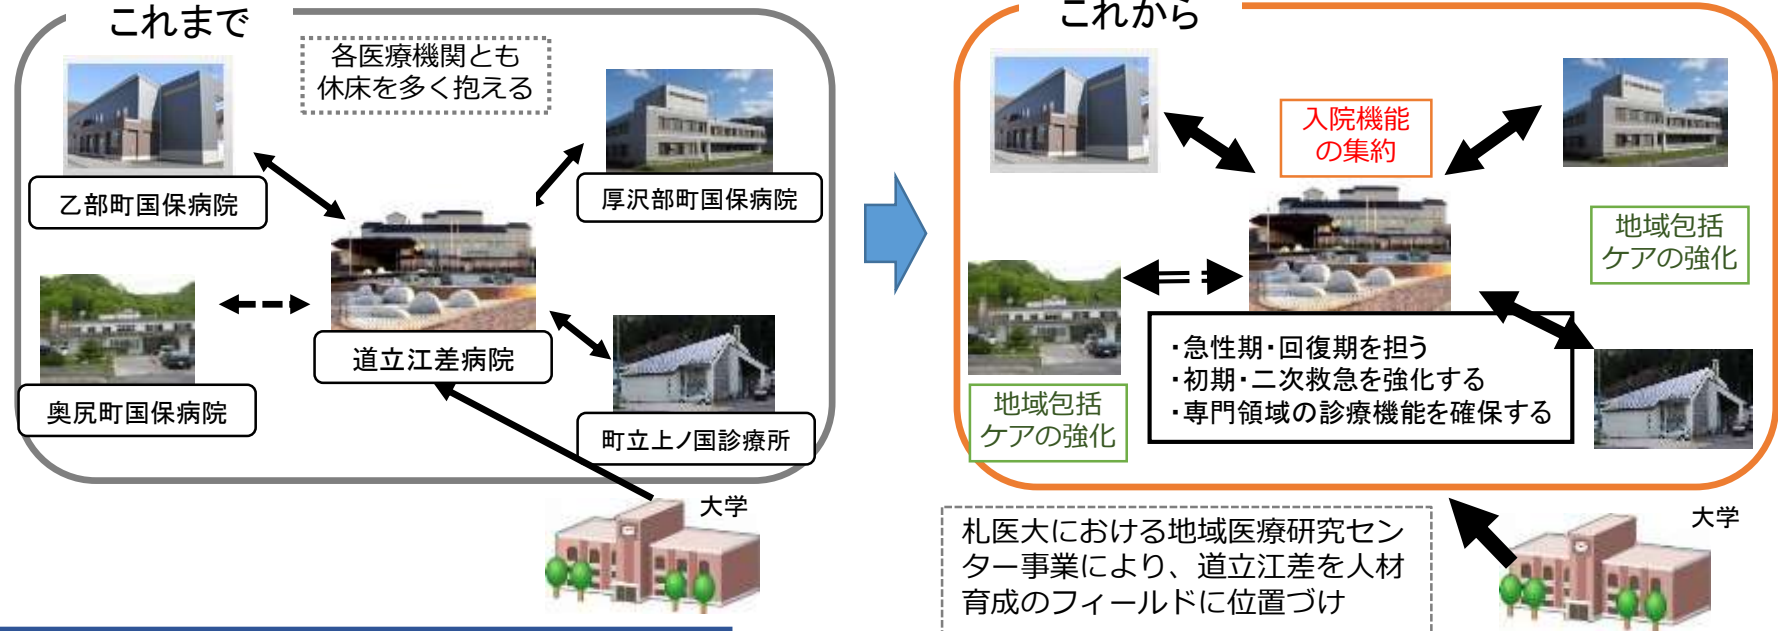 これまで
各医療機関とも
休床を多く抱える
乙部町国保病院
厚沢部町国保病院
道立江差病院
奥尻町国保病院
町立上ノ国診療所
大学
これから
入院機能
の集約
地域包括
ケアの強化
・急性期・回復期を担う
・初期・二次救急を強化する
・専門領域の診療機能を確保する
地域包括
ケアの強化
大学
札医大における地域医療研究セン
ター事業により、道立江差を人材
育成のフィールドに位置づけ